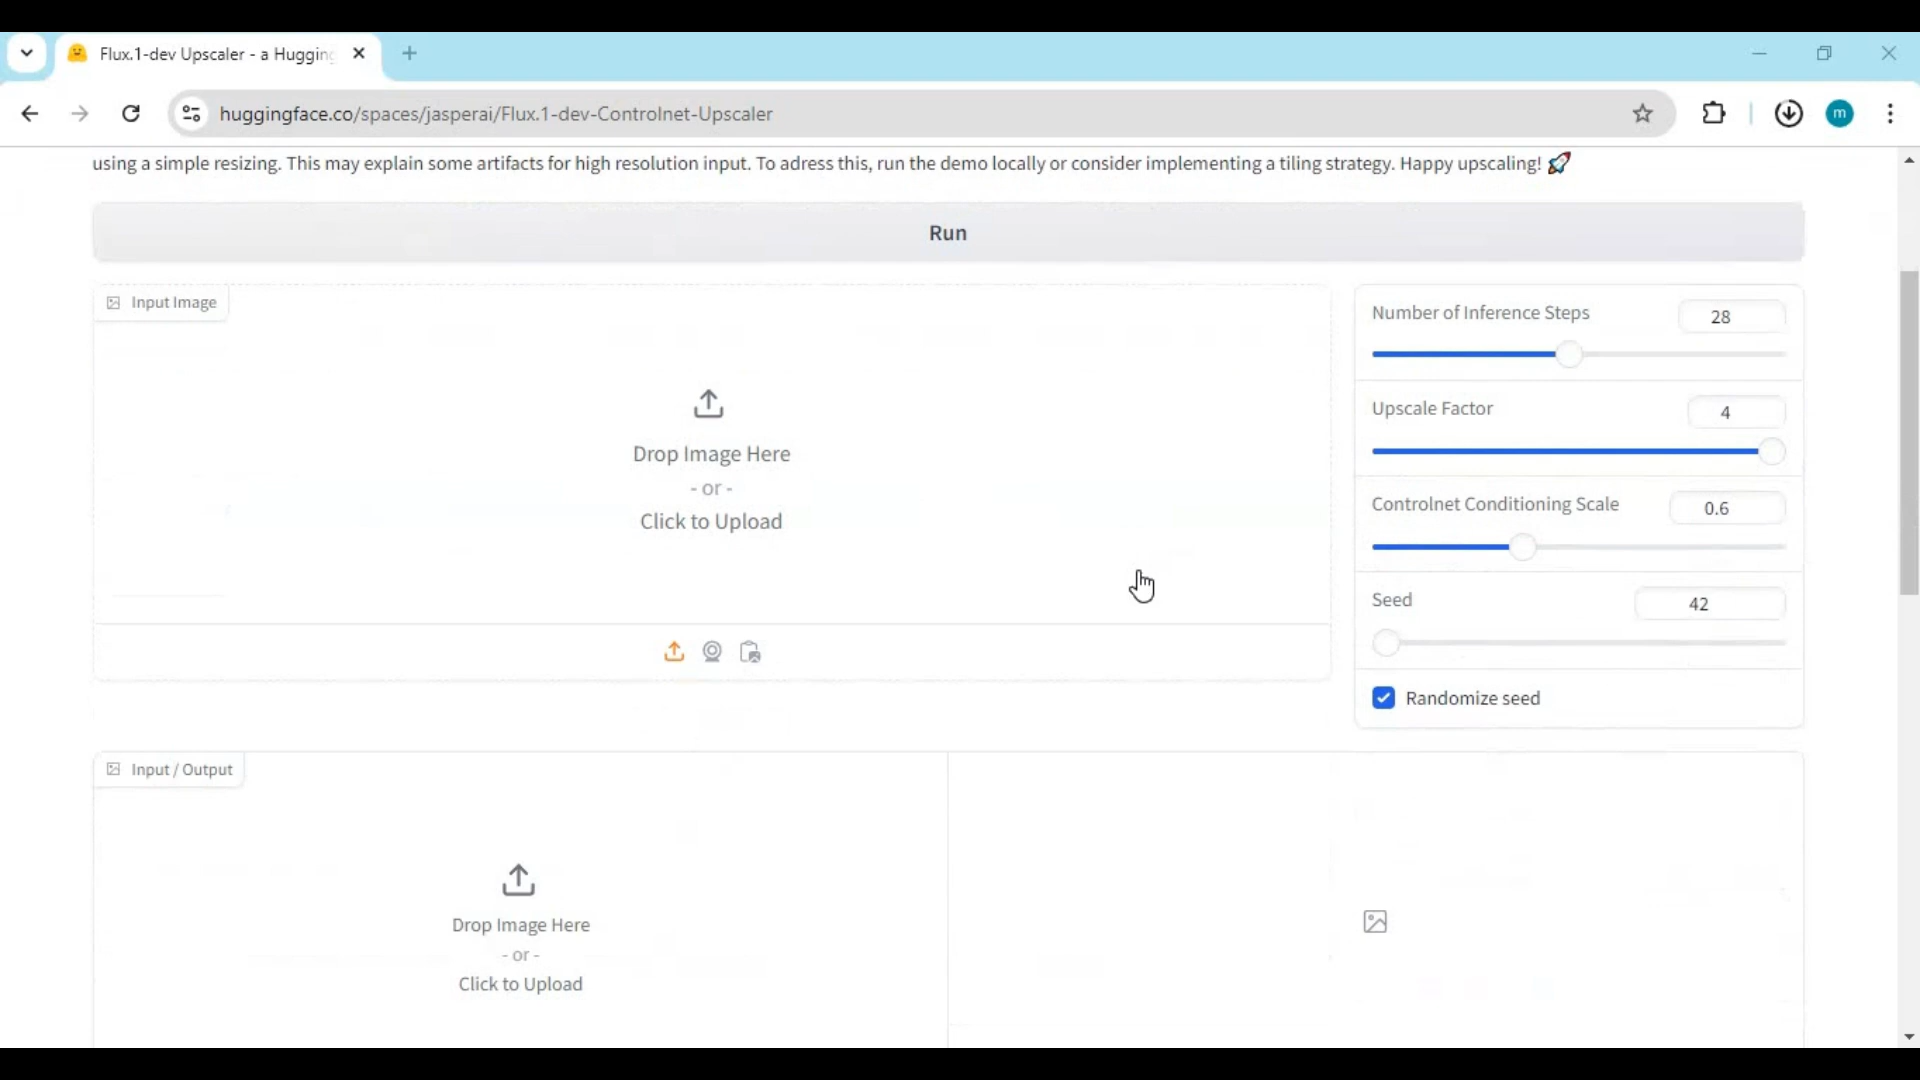 Flux.1-dev Upscaler - a Hugging
huggingface.co/spaces/jasperai/Flux.1-dev-Controlnet-Upscaler
m
using a simple resizing. This may explain some artifacts for high resolution input. To adress this, run the demo locally or consider implementing a tiling strategy. Happy upscaling! 🚀
Run
Input Image
Drop Image Here
- or -
Click to Upload
Number of Inference Steps
28
Upscale Factor
4
Controlnet Conditioning Scale
0.6
Seed
42
Randomize seed
Input / Output
Drop Image Here
- or -
Click to Upload